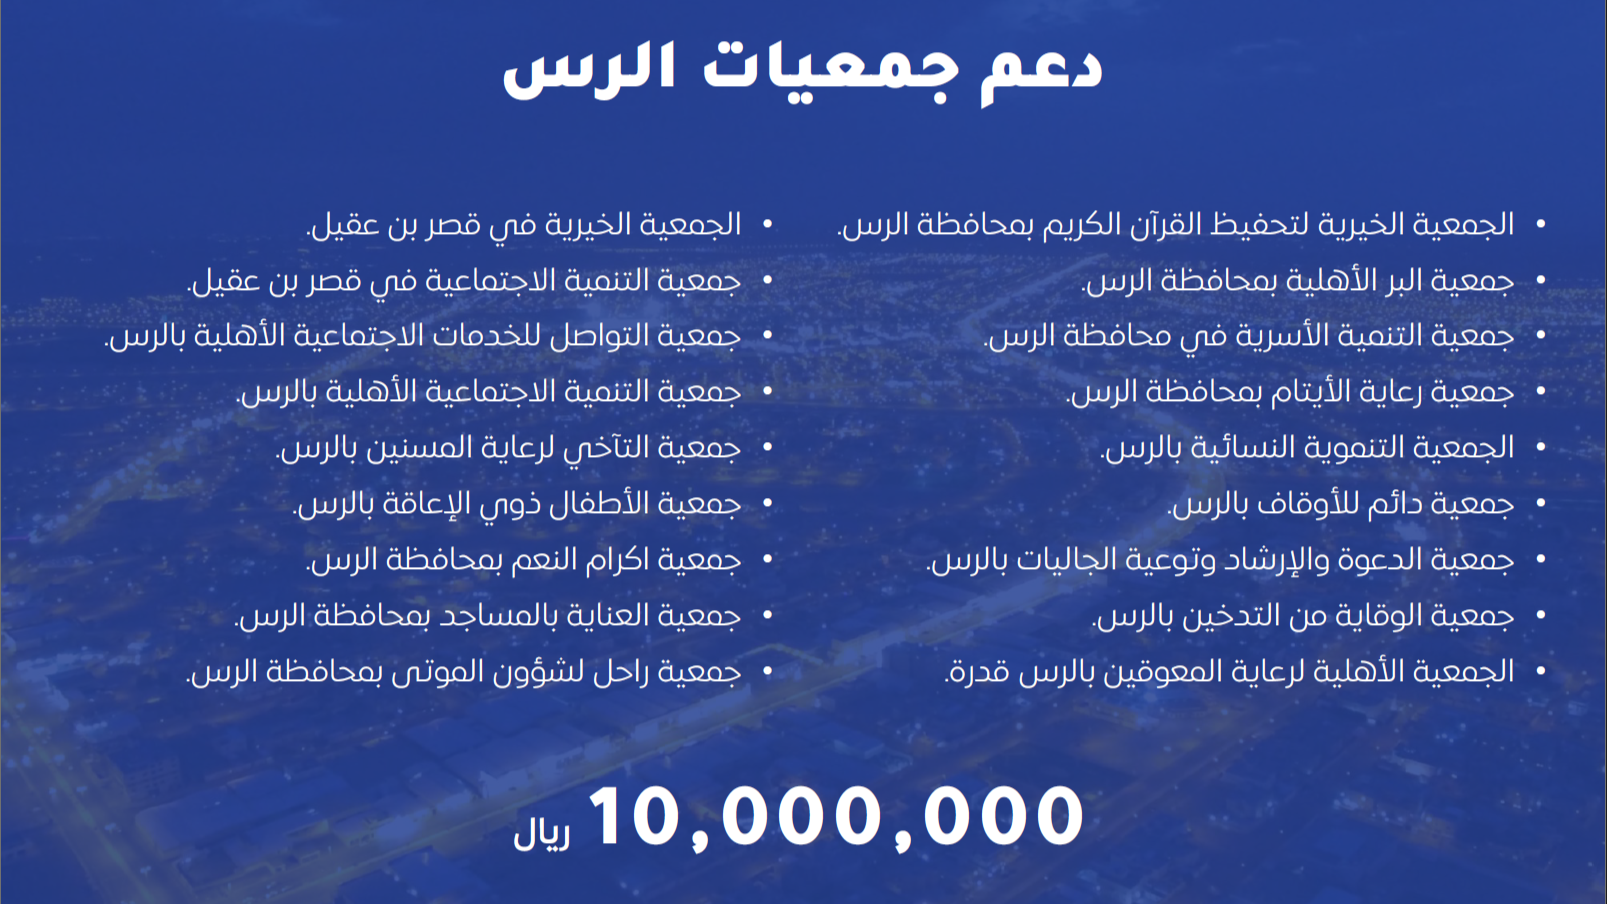 دعم جمعيات الرس
• الجمعية الخيرية لتحفيظ القرآن الكريم بمحافظة الرس.
• جمعية البر الأهلية بمحافظة الرس.
• جمعية التنمية الأسرية في محافظة الرس.
• جمعية رعاية الأيتام بمحافظة الرس.
• الجمعية التنموية النسائية بالرس.
• جمعية دائم للأوقاف بالرس.
• جمعية الدعوة والإرشاد وتوعية الجاليات بالرس.
• جمعية الوقاية من التدخين بالرس.
• الجمعية الأهلية لرعاية المعوقين بالرس قدرة.
• الجمعية الخيرية في قصر بن عقيل.
• جمعية التنمية الاجتماعية في قصر بن عقيل.
• جمعية التواصل للخدمات الاجتماعية الأهلية بالرس.
• جمعية التنمية الاجتماعية الأهلية بالرس.
• جمعية التآخي لرعاية المسنين بالرس.
• جمعية الأطفال ذوي الإعاقة بالرس.
• جمعية اكرام النعم بمحافظة الرس.
• جمعية العناية بالمساجد بمحافظة الرس.
• جمعية راحل لشؤون الموتى بمحافظة الرس.
10,000,000 ريال